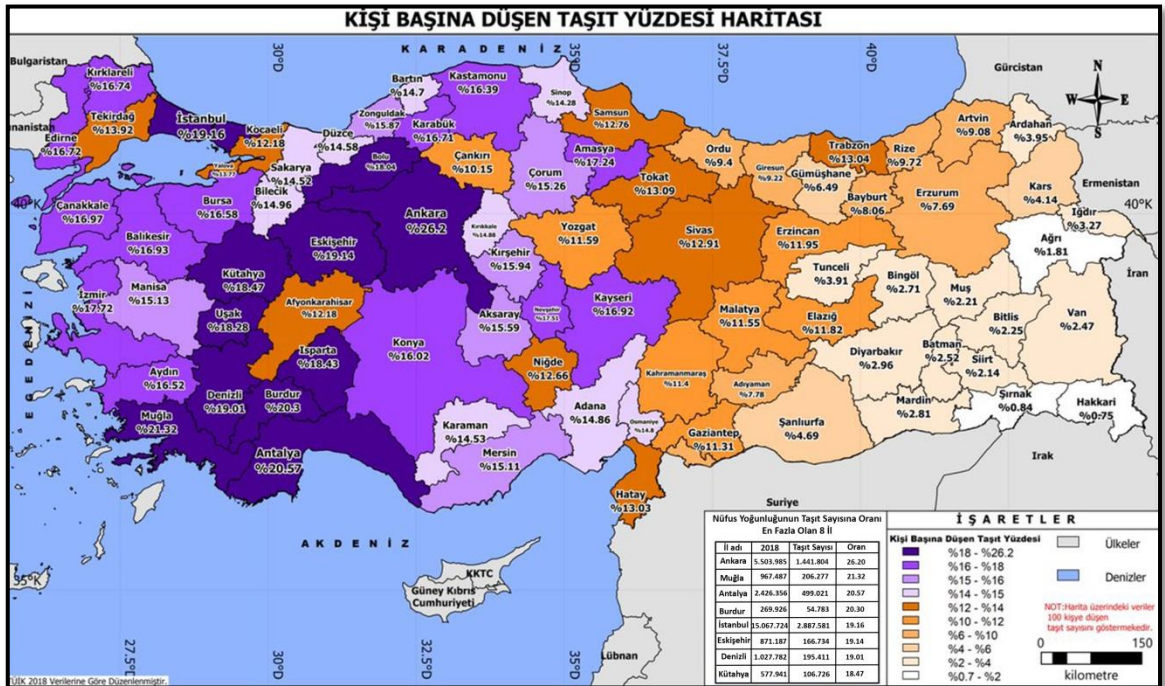 KİŞİ BAŞINA DÜŞEN TAŞIT YÜZDESİ HARİTASI
30°D
35°D
37.5°D
40°D
KARADENİZ
Bulgaristan
Gürcistan
N
W
E
S
Kırklareli
%16.74
Tekirdağ
%13.92
Edirne
%16.72
nanistan
İstanbul
%19.16
Kocaeli
%12.18
Yalova
%13.77
Sakarya
%14.52
Düzce
%14.58
Zonguldak
%15.87
Bartın
%14.7
Karabük
%16.71
Kastamonu
%16.39
Sinop
%14.28
Samsun
%12.76
Ordu
%9.4
Giresun
%9.22
Trabzon
%13.04
Rize
%9.72
Artvin
%9.08
Ardahan
%3.95
Kars
%4.14
Ermenistan
Iğdır
%3.27
Ağrı
%1.81
İran
Bolu
%18.04
Çankırı
%10.15
Çorum
%15.26
Amasya
%17.24
Tokat
%13.09
Gümüşhane
%6.49
Bayburt
%8.06
Erzurum
%7.69
40°K
40°K
Bilecik
%14.96
Bursa
%16.58
Çanakkale
%16.97
Balıkesir
%16.93
Eskişehir
%19.14
Ankara
%26.2
Kırıkkale
%14.88
Kırşehir
%15.94
Yozgat
%11.59
Sivas
%12.91
Erzincan
%11.95
Tunceli
%3.91
Bingöl
%2.71
Muş
%2.21
Bitlis
%2.25
Van
%2.47
Kütahya
%18.47
Manisa
%15.13
İzmir
%17.72
Uşak
%18.28
Afyonkarahisar
%12.18
Konya
%16.02
Aksaray
%15.59
Nevşehir
%17.51
Kayseri
%16.92
Malatya
%11.55
Elazığ
%11.82
Diyarbakır
%2.96
Batman
%2.52
Siirt
%2.14
Şırnak
%0.84
Hakkari
%0.75
Mardin
%2.81
Aydın
%16.52
Denizli
%19.01
Isparta
%18.43
Burdur
%20.3
Muğla
%21.32
Antalya
%20.57
Karaman
%14.53
Mersin
%15.11
Niğde
%12.66
Adana
%14.86
Osmaniye
%14.8
Kahramanmaraş
%11.4
Adıyaman
%7.78
Gaziantep
%11.31
Şanlıurfa
%4.69
Hatay
%13.03
EGE DENİZİ
AKDENİZ
35°K
KKTC
Güney Kıbrıs
Cumhuriyeti
Suriye
Irak
Lübnan
27.5°D
30°D
32.5°D
35°D
TÜİK 2018 Verilerine Göre Düzenlenmiştir.
Nüfus Yoğunluğunun Taşıt Sayısına Oranı
En Fazla Olan 8 İl
İl adı 2018 Taşıt Sayısı Oran
Ankara 5.503.985 1.441.804 26.20
Muğla 967.487 206.277 21.32
Antalya 2.426.356 499.021 20.57
Burdur 269.926 54.783 20.30
İstanbul 15.067.724 2.887.581 19.16
Eskişehir 871.187 166.734 19.14
Denizli 1.027.782 195.411 19.01
Kütahya 577.941 106.726 18.47
İŞARETLER
Kişi Başına Düşen Taşıt Yüzdesi
%18 - %26.2
%16 - %18
%15 - %16
%14 - %15
%12 - %14
%10 - %12
%6 - %10
%4 - %6
%2 - %4
%0.7 - %2
Ülkeler
Denizler
NOT:Harita üzerindeki veriler
100 kişye düşen
taşıt sayısını göstermekedir.
0 150
kilometre